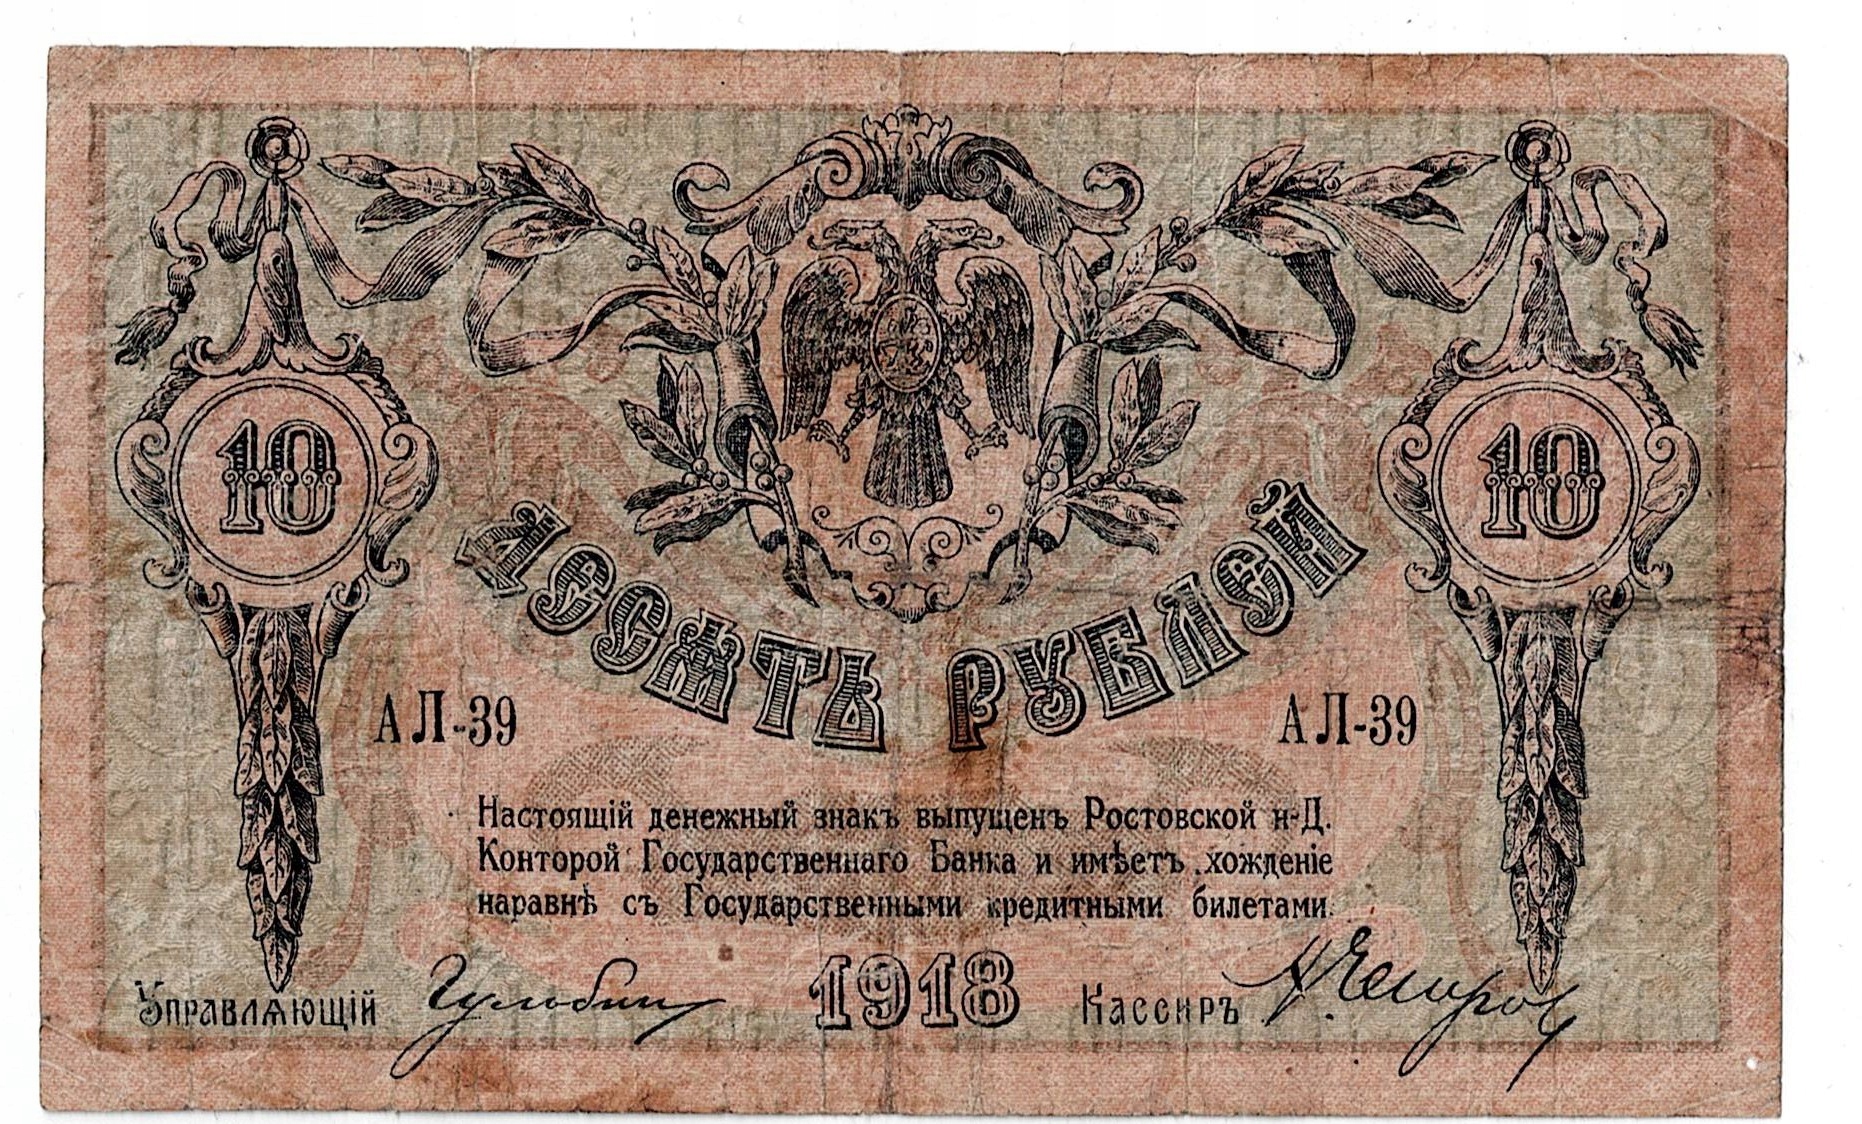 10
10
ДЕСЯТЬ РУБЛЕЙ
АЛ-39
АЛ-39
Настоящій денежный знакъ выпущенъ Ростовской н-Д.
Конторой Государственнаго Банка и имѣетъ хожденіе
наравнѣ съ Государственными кредитными билетами.
Управляющій Гульбин
1918
Кассиръ